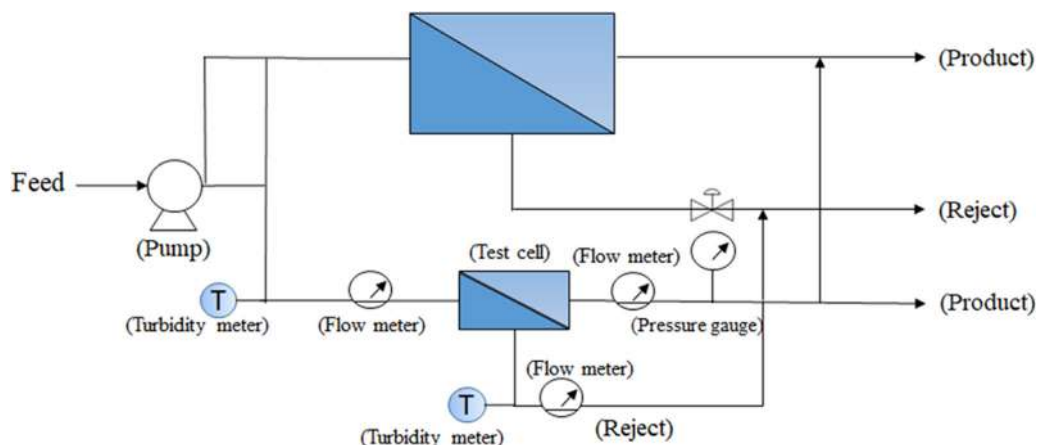 (Product)
Feed
(Reject)
(Pump)
(Test cell)
(Flow meter)
T
(Product)
(Turbidity meter)
(Flow meter)
(Pressure gauge)
(Flow meter)
T
(Reject)
(Turbidity meter)